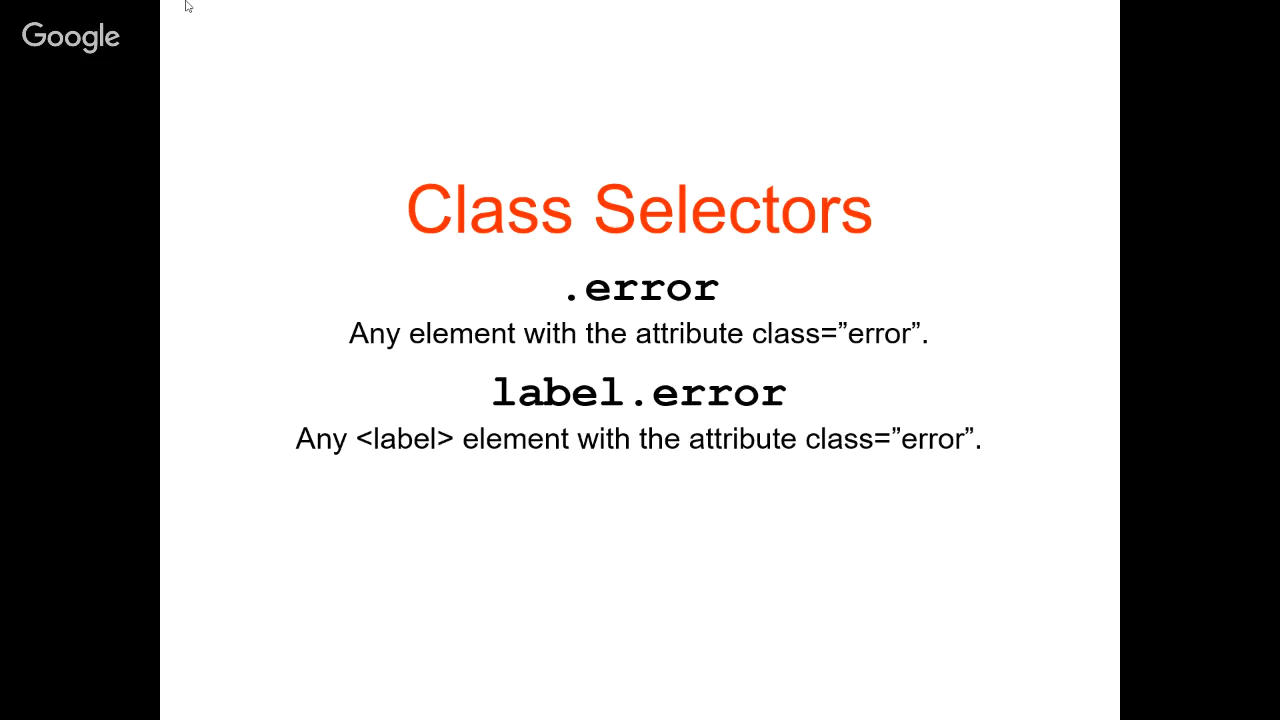 Google
Class Selectors
.error
Any element with the attribute class=”error”.
label.error
Any <label> element with the attribute class=”error”.